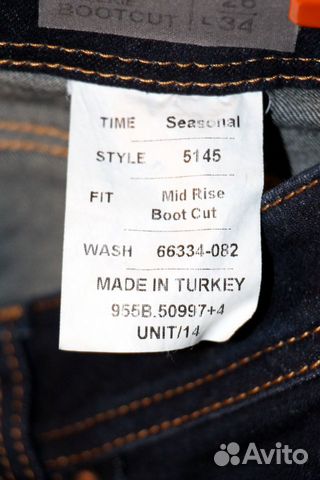 BOOTCUT L 34
TIME Seasonal
STYLE 5145
FIT Mid Rise
Boot Cut
WASH 66334-082
MADE IN TURKEY
955B.50997+4
UNIT/14
Avito